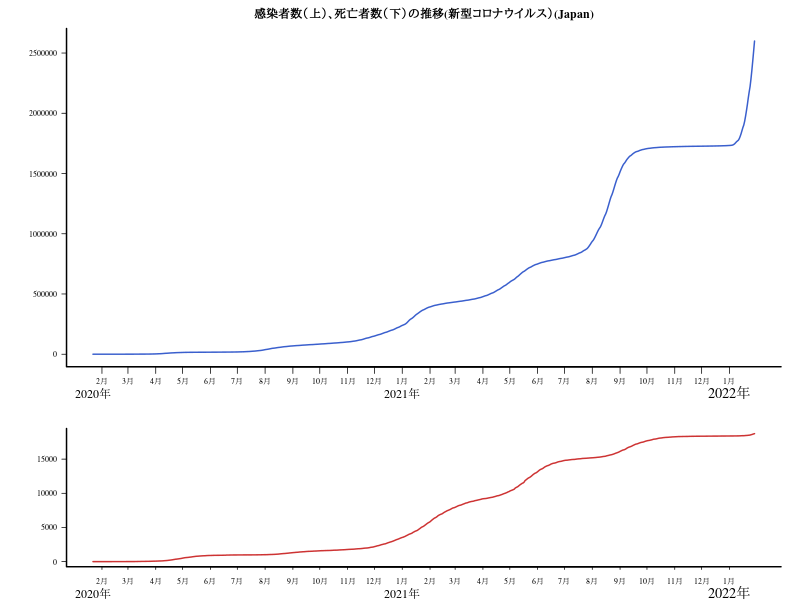 感染者数（上）、死亡者数（下）の推移(新型コロナウイルス)(Japan)
2500000
2000000
1500000
1000000
500000
0
2月 3月 4月 5月 6月 7月 8月 9月 10月 11月 12月 1月 2月 3月 4月 5月 6月 7月 8月 9月 10月 11月 12月 1月
2020年 2021年 2022年
15000
10000
5000
0
2月 3月 4月 5月 6月 7月 8月 9月 10月 11月 12月 1月 2月 3月 4月 5月 6月 7月 8月 9月 10月 11月 12月 1月
2020年 2021年 2022年